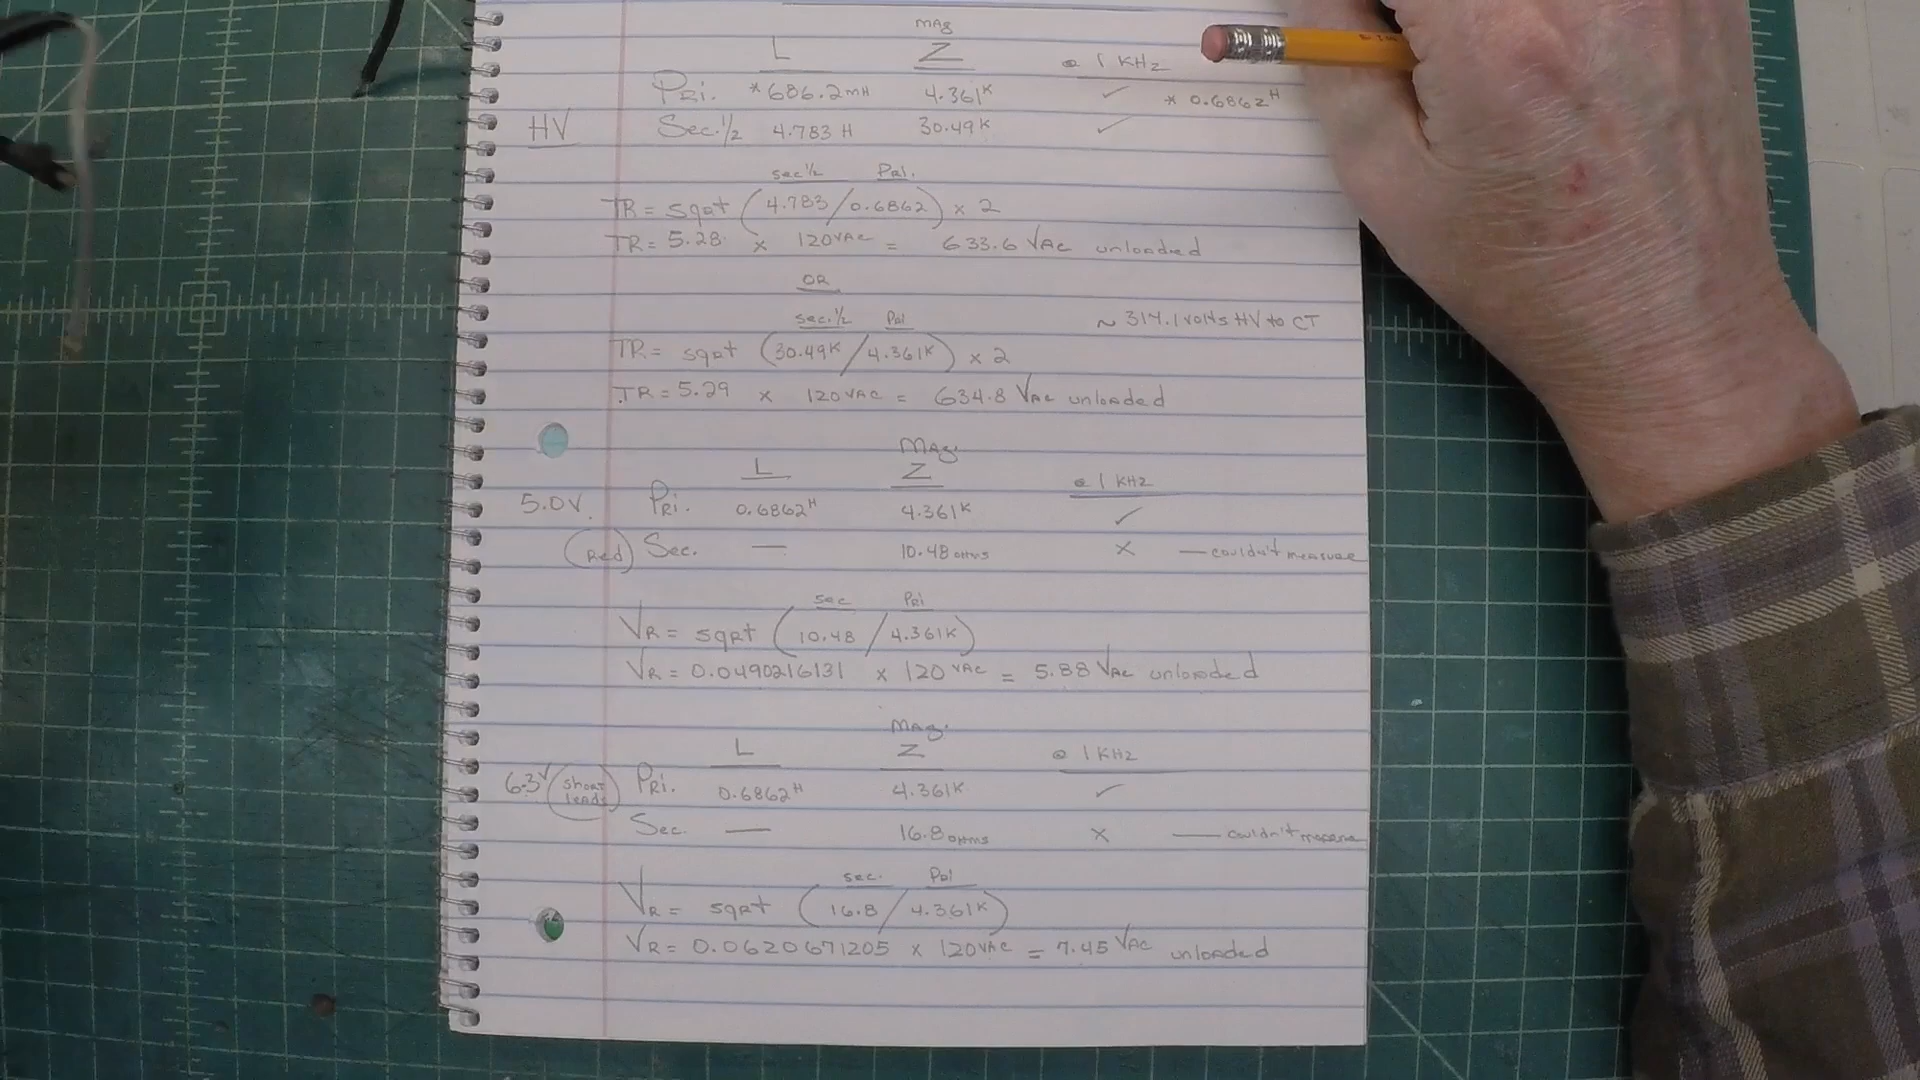 mag
L Z @ 1 KHz
Pri. *686.2mH 4.361K ✓ * 0.6862H
HV Sec.½ 4.783 H 30.49K ✓
sec½ Pri.
TR = sqrt (4.783/0.6862) x 2
TR = 5.28 x 120VAC = 633.6 VAC unloaded
OR
sec.½ Pri ~ 317.1 volts HV to CT
TR = sqrt (30.49K/4.361K) x 2
TR = 5.29 x 120VAC = 634.8 VAC unloaded
Mag.
L Z @ 1 KHz
5.0V. Pri. 0.6862H 4.361K ✓
(Red) Sec. — 10.48 ohms X — couldn't measure
sec Pri
VR = sqrt (10.48/4.361K)
VR = 0.0490216131 x 120 VAC = 5.88 VAC unloaded
Mag.
L Z @ 1 KHz
6.3V (short leads) Pri. 0.6862H 4.361K ✓
Sec. — 16.8 ohms X — couldn't measure
sec. Pri
VR = sqrt (16.8/4.361K)
VR = 0.0620671205 x 120VAC = 7.45 VAC unloaded